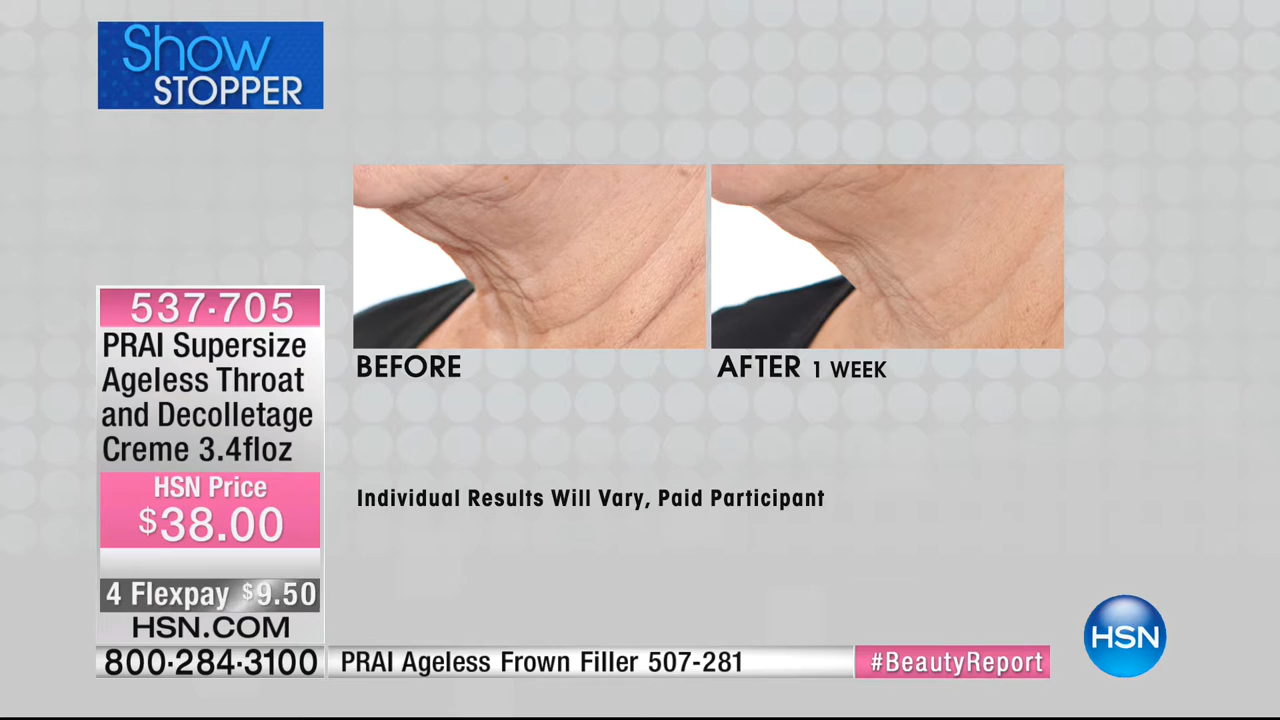 Show
STOPPER
BEFORE
AFTER 1 WEEK
Individual Results Will Vary, Paid Participant
537-705
PRAI Supersize
Ageless Throat
and Decolletage
Creme 3.4floz
HSN Price
$38.00
4 Flexpay $9.50
HSN.COM
800-284-3100
PRAI Ageless Frown Filler 507-281
#BeautyReport
HSN